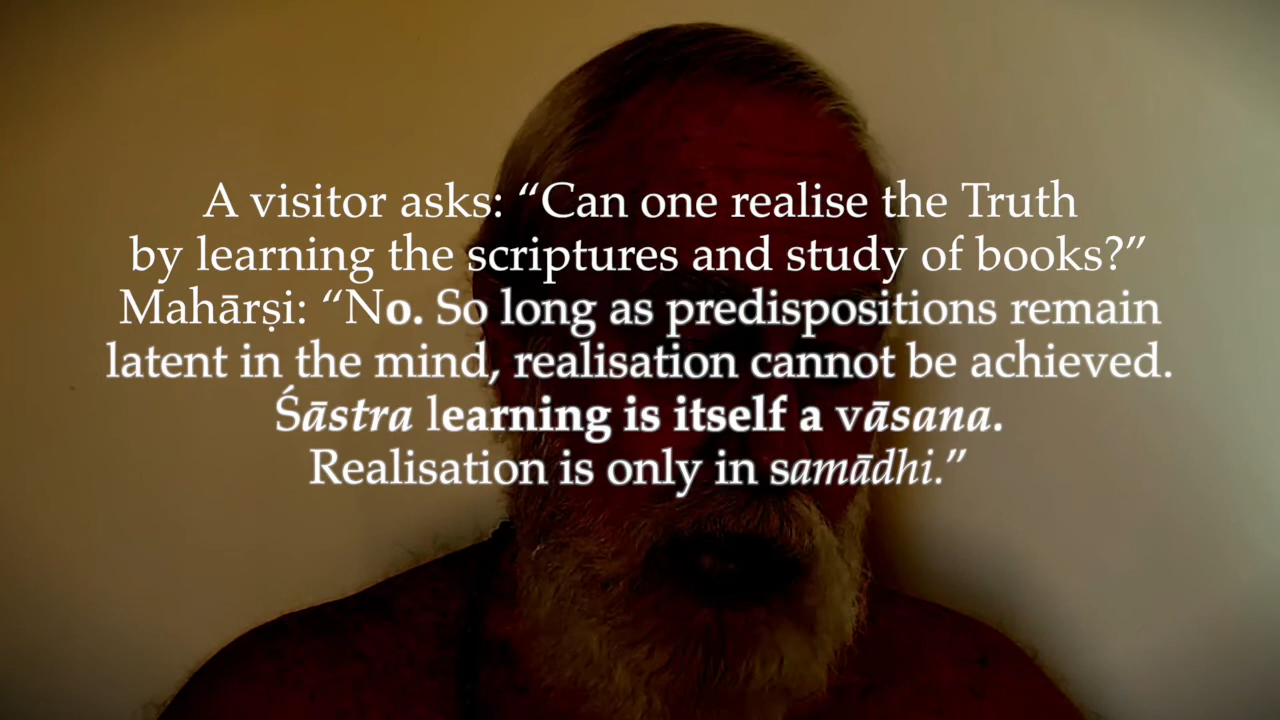 A visitor asks: “Can one realise the Truth
by learning the scriptures and study of books?”
Mahārṣi: “No. So long as predispositions remain
latent in the mind, realisation cannot be achieved.
Śāstra learning is itself a vāsana.
Realisation is only in samādhi.”